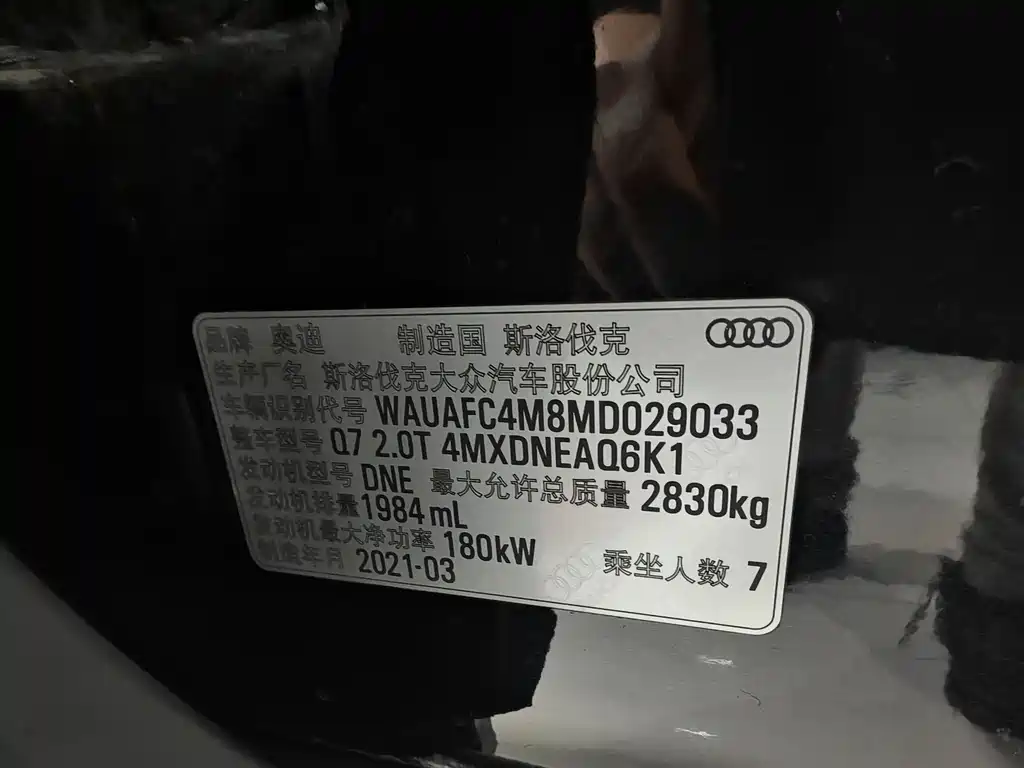 品牌 奥迪 制造国 斯洛伐克
生产厂名 斯洛伐克大众汽车股份公司
车辆识别代号 WAUAFC4M8MD029033
整车型号 Q7 2.0T 4MXDNEAQ6K1
发动机型号 DNE 最大允许总质量 2830kg
发动机排量 1984 mL
发动机最大净功率 180kW 乘坐人数 7
制造年月 2021-03